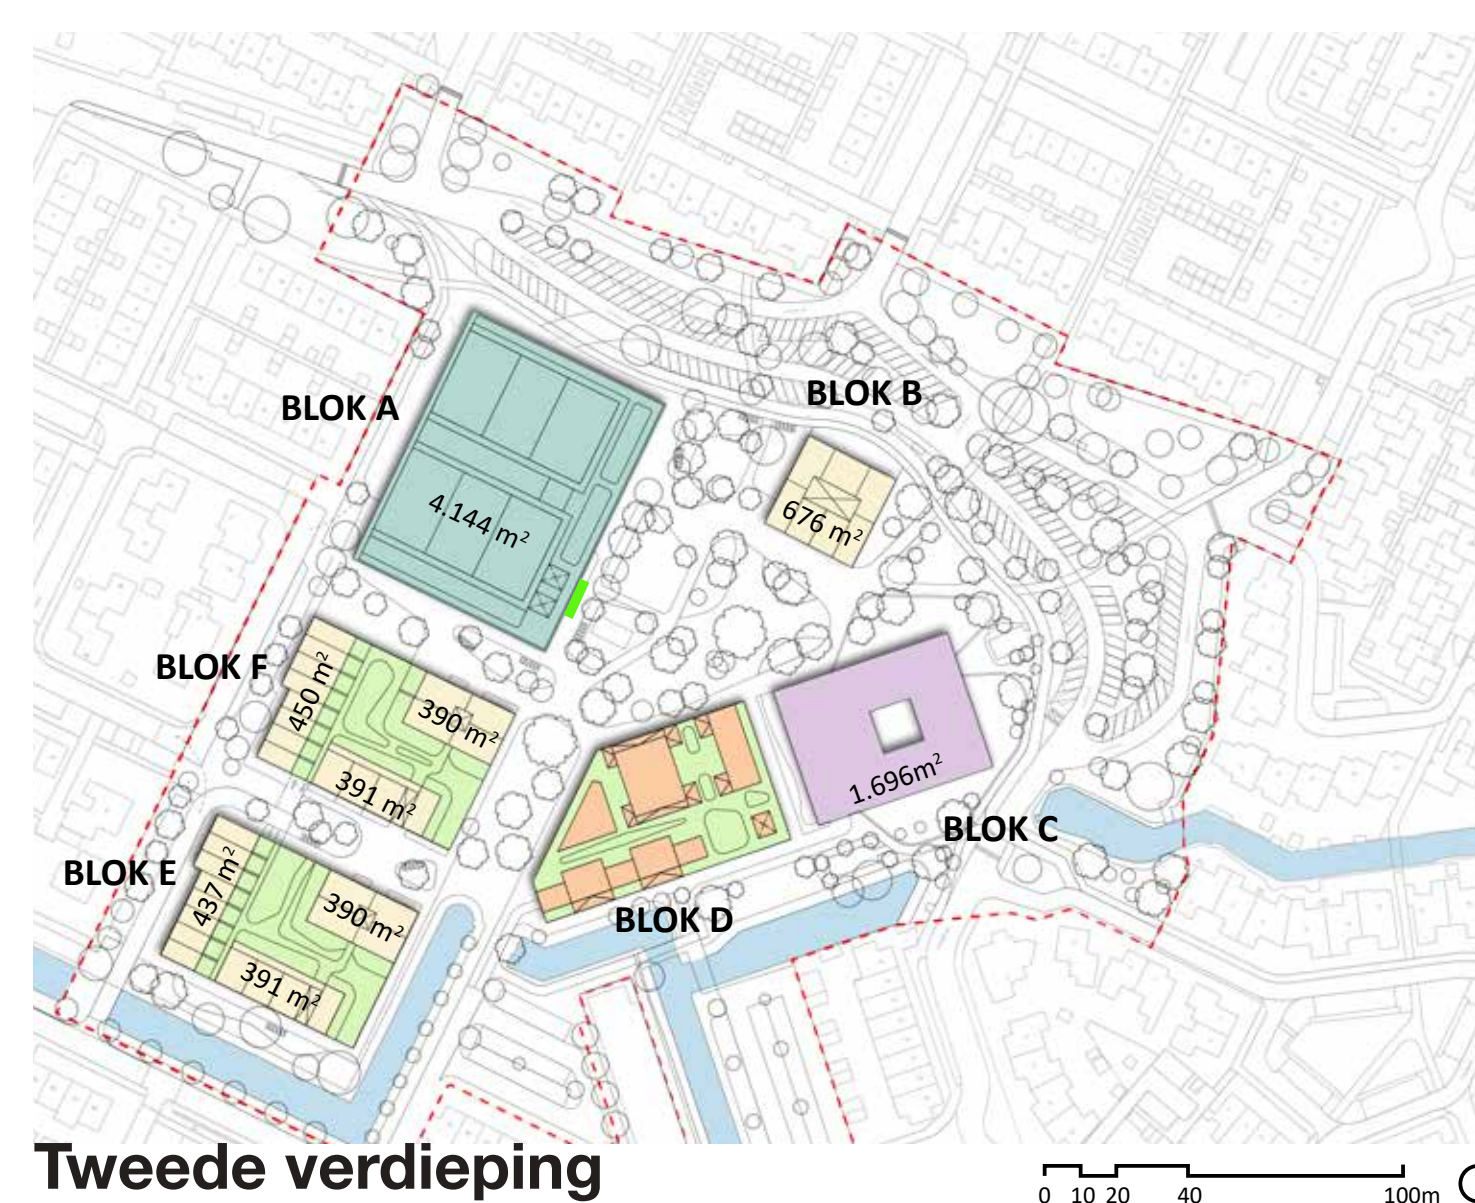 BLOK A
BLOK B
4.144 m²
676 m²
BLOK F
450 m²
390 m²
391 m²
1.696m²
BLOK C
BLOK E
437 m²
390 m²
391 m²
BLOK D
Tweede verdieping
0 10 20 40 100m